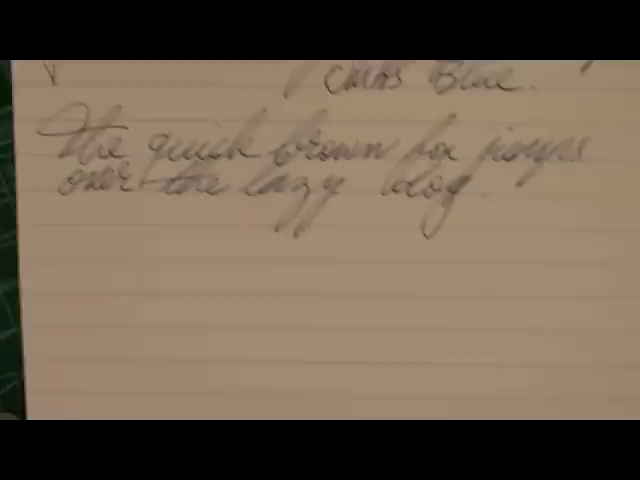 Blue.
The quick brown fox jumps
over the lazy dog.